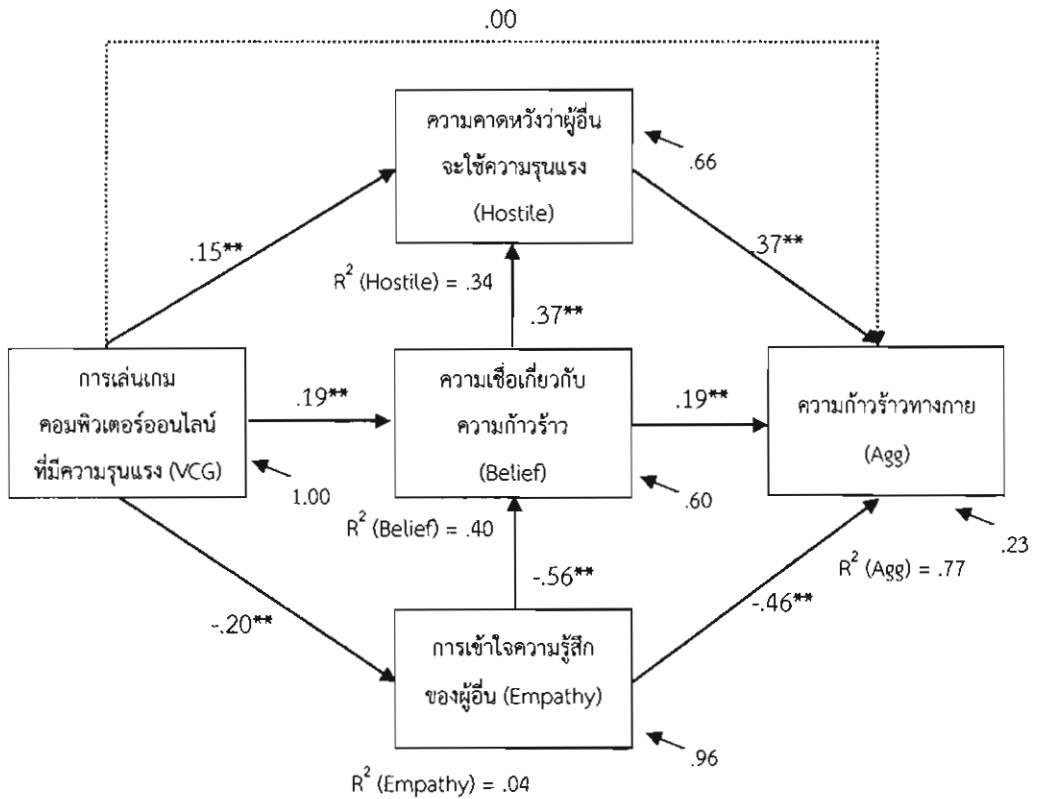 .00
ความคาดหวังว่าผู้อื่น
จะใช้ความรุนแรง
(Hostile)
.66
.15**
.37**
R² (Hostile) = .34
.37**
การเล่นเกม
คอมพิวเตอร์ออนไลน์
ที่มีความรุนแรง (VCG)
1.00
.19**
ความเชื่อเกี่ยวกับ
ความก้าวร้าว
(Belief)
.60
.19**
ความก้าวร้าวทางกาย
(Agg)
.23
R² (Belief) = .40
R² (Agg) = .77
-.56**
-.20**
-.46**
การเข้าใจความรู้สึก
ของผู้อื่น (Empathy)
.96
R² (Empathy) = .04